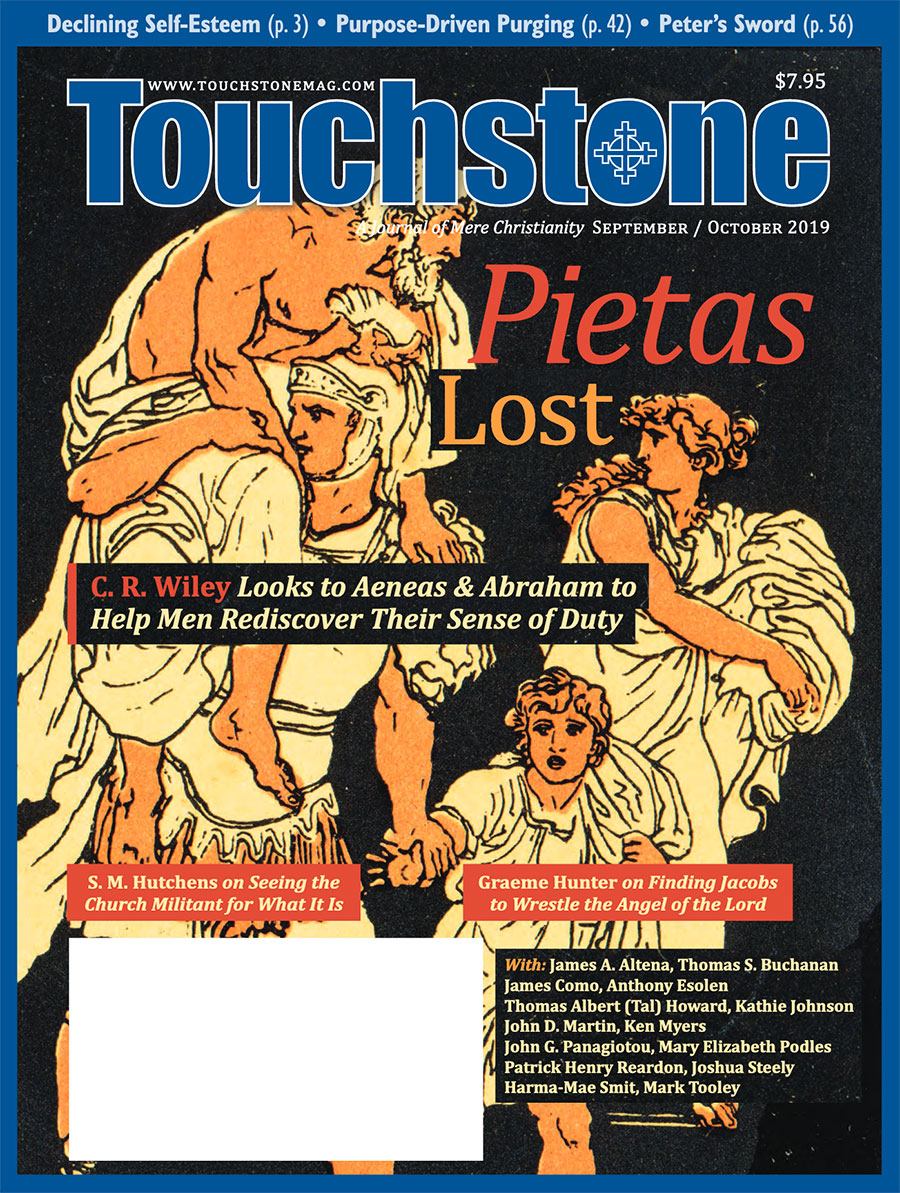 Declining Self-Esteem (p. 3) • Purpose-Driven Purging (p. 42) • Peter's Sword (p. 56)
www.touchstonemag.com
$7.95
Touchstone
A Journal of Mere Christianity September / October 2019
Pietas
Lost
C. R. Wiley Looks to Aeneas & Abraham to
Help Men Rediscover Their Sense of Duty
S. M. Hutchens on Seeing the
Church Militant for What It Is
Graeme Hunter on Finding Jacobs
to Wrestle the Angel of the Lord
With: James A. Altena, Thomas S. Buchanan
James Como, Anthony Esolen
Thomas Albert (Tal) Howard, Kathie Johnson
John D. Martin, Ken Myers
John G. Panagiotou, Mary Elizabeth Podles
Patrick Henry Reardon, Joshua Steely
Harma-Mae Smit, Mark Tooley